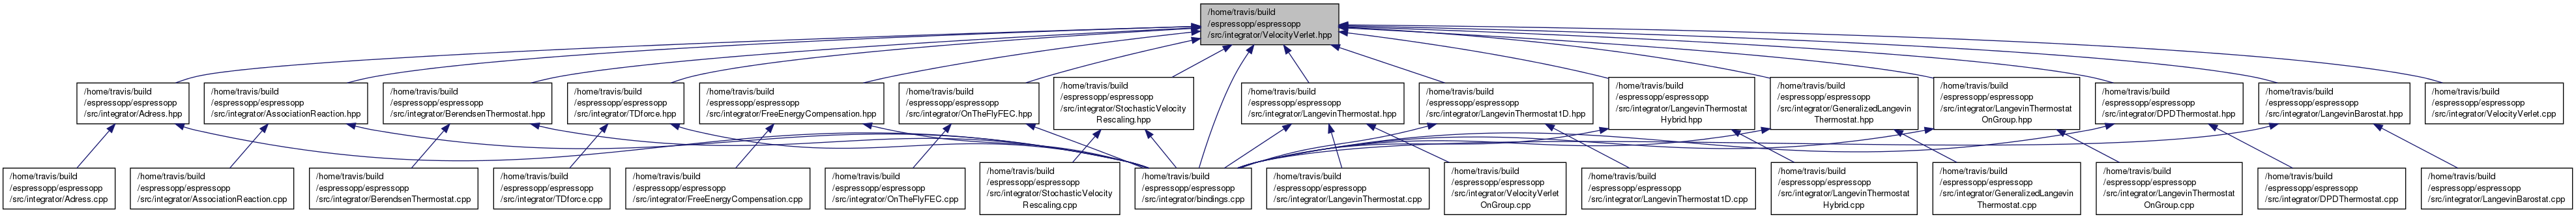 /home/travis/build
/espressopp/espressopp
/src/integrator/VelocityVerlet.hpp
/home/travis/build
/espressopp/espressopp
/src/integrator/Adress.hpp
/home/travis/build
/espressopp/espressopp
/src/integrator/AssociationReaction.hpp
/home/travis/build
/espressopp/espressopp
/src/integrator/BerendsenThermostat.hpp
/home/travis/build
/espressopp/espressopp
/src/integrator/TDforce.hpp
/home/travis/build
/espressopp/espressopp
/src/integrator/FreeEnergyCompensation.hpp
/home/travis/build
/espressopp/espressopp
/src/integrator/OnTheFlyFEC.hpp
/home/travis/build
/espressopp/espressopp
/src/integrator/StochasticVelocity
Rescaling.hpp
/home/travis/build
/espressopp/espressopp
/src/integrator/LangevinThermostat.hpp
/home/travis/build
/espressopp/espressopp
/src/integrator/LangevinThermostat1D.hpp
/home/travis/build
/espressopp/espressopp
/src/integrator/LangevinThermostat
Hybrid.hpp
/home/travis/build
/espressopp/espressopp
/src/integrator/GeneralizedLangevin
Thermostat.hpp
/home/travis/build
/espressopp/espressopp
/src/integrator/LangevinThermostat
OnGroup.hpp
/home/travis/build
/espressopp/espressopp
/src/integrator/DPDThermostat.hpp
/home/travis/build
/espressopp/espressopp
/src/integrator/LangevinBarostat.hpp
/home/travis/build
/espressopp/espressopp
/src/integrator/VelocityVerlet.cpp
/home/travis/build
/espressopp/espressopp
/src/integrator/Adress.cpp
/home/travis/build
/espressopp/espressopp
/src/integrator/AssociationReaction.cpp
/home/travis/build
/espressopp/espressopp
/src/integrator/BerendsenThermostat.cpp
/home/travis/build
/espressopp/espressopp
/src/integrator/TDforce.cpp
/home/travis/build
/espressopp/espressopp
/src/integrator/FreeEnergyCompensation.cpp
/home/travis/build
/espressopp/espressopp
/src/integrator/OnTheFlyFEC.cpp
/home/travis/build
/espressopp/espressopp
/src/integrator/StochasticVelocity
Rescaling.cpp
/home/travis/build
/espressopp/espressopp
/src/integrator/bindings.cpp
/home/travis/build
/espressopp/espressopp
/src/integrator/LangevinThermostat.cpp
/home/travis/build
/espressopp/espressopp
/src/integrator/VelocityVerlet
OnGroup.cpp
/home/travis/build
/espressopp/espressopp
/src/integrator/LangevinThermostat1D.cpp
/home/travis/build
/espressopp/espressopp
/src/integrator/LangevinThermostat
Hybrid.cpp
/home/travis/build
/espressopp/espressopp
/src/integrator/GeneralizedLangevin
Thermostat.cpp
/home/travis/build
/espressopp/espressopp
/src/integrator/LangevinThermostat
OnGroup.cpp
/home/travis/build
/espressopp/espressopp
/src/integrator/DPDThermostat.cpp
/home/travis/build
/espressopp/espressopp
/src/integrator/LangevinBarostat.cpp